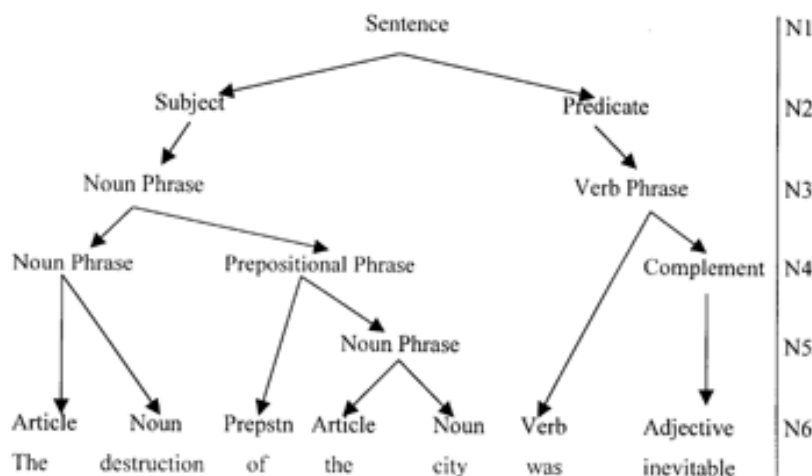 Sentence N1
Subject Predicate N2
Noun Phrase Verb Phrase N3
Noun Phrase Prepositional Phrase Complement N4
Noun Phrase N5
Article Noun Prepstn Article Noun Verb Adjective N6
The destruction of the city was inevitable